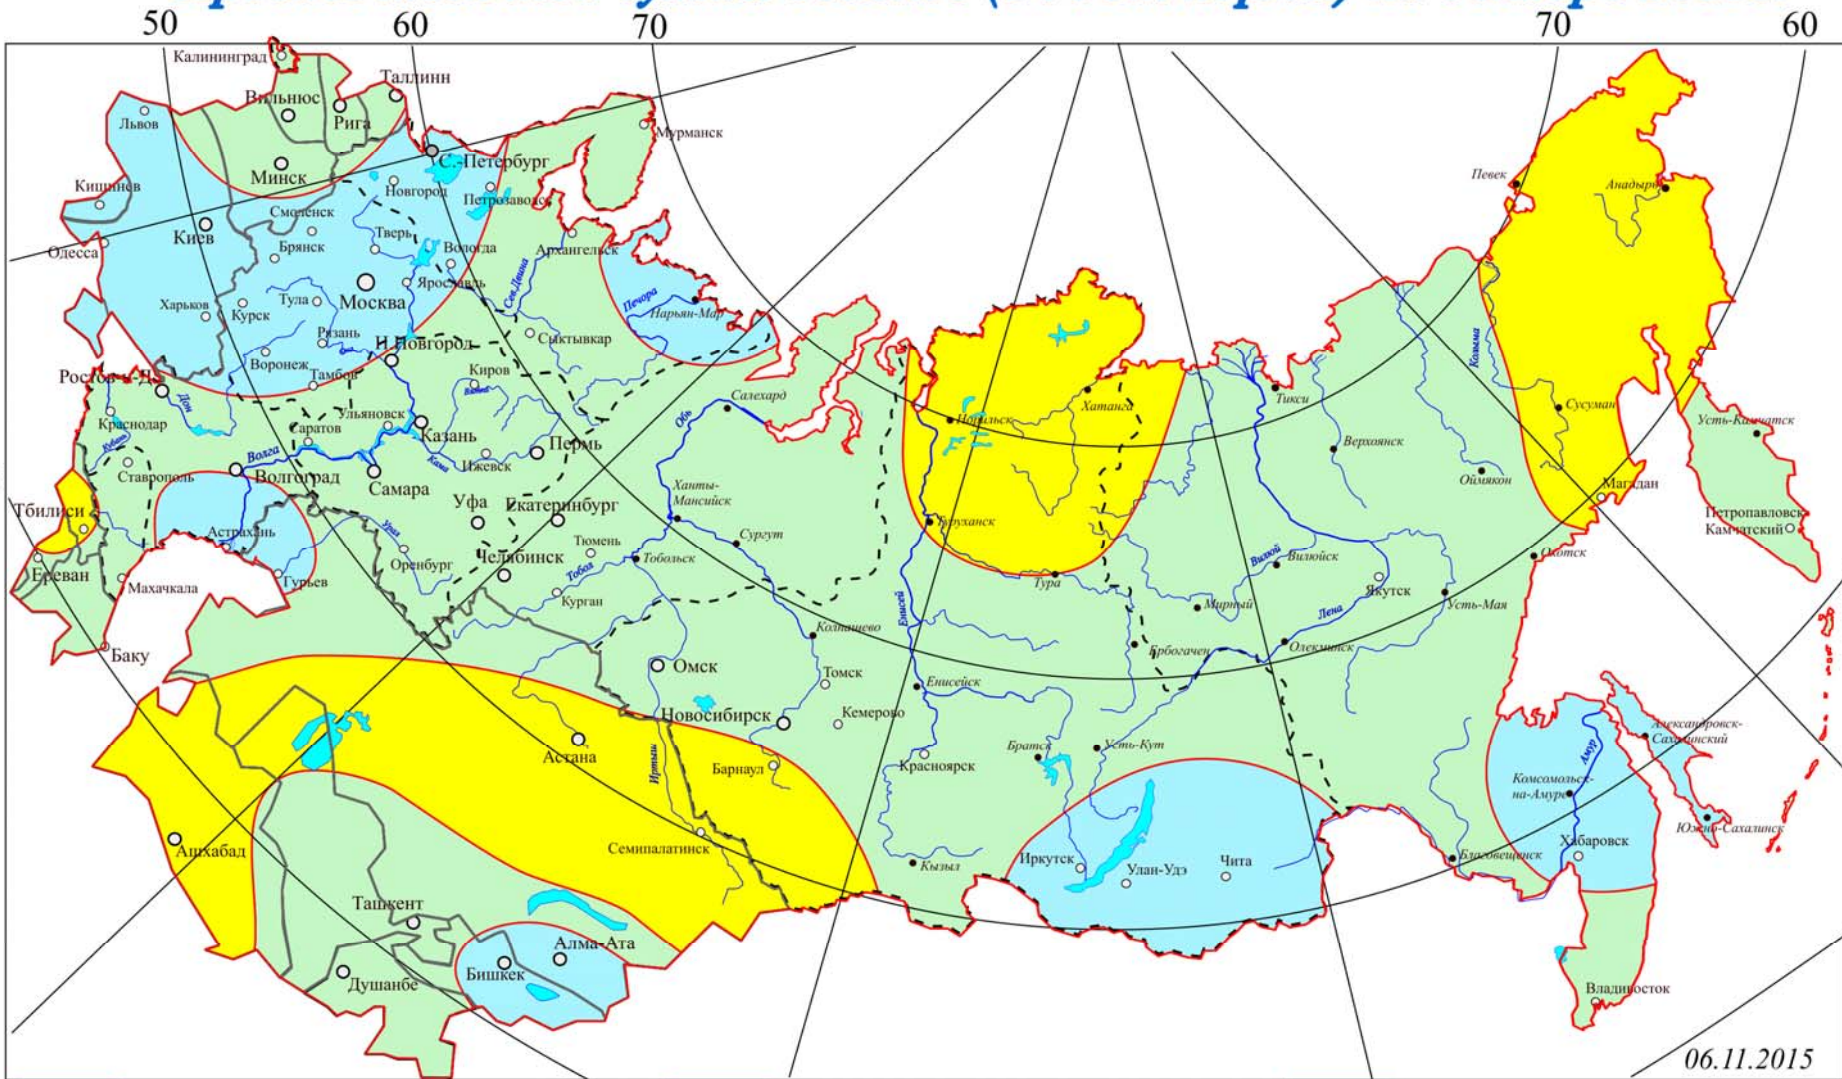 50
60
70
70
60
Калининград
Вильнюс
Таллинн
Рига
Львов
Минск
С.-Петербург
Мурманск
Кишинев
Новгород
Петрозаводск
Певек
Анадырь
Смоленск
Киев
Брянск
Тверь
Вологда
Архангельск
Одесса
Москва
Ярославль
Сев.Двина
Печора
Нарьян-Мар
Харьков
Курск
Тула
Рязань
Н.Новгород
Сыктывкар
Колыма
Воронеж
Тамбов
Киров
Вятка
Ростов-н-Д.
Дон
Ульяновск
Салехард
Обь
Норильск
Хатанга
Тикси
Сусуман
Усть-Камчатск
Краснодар
Кубань
Саратов
Казань
Пермь
Верхоянск
Волга
Кама
Ижевск
Ставрополь
Волгоград
Самара
Ханты-
Мансийск
Оймякон
Магадан
Тбилиси
Уфа
Екатеринбург
Туруханск
Петропавловск-
Камчатский
Астрахань
Урал
Сургут
Оренбург
Челябинск
Тюмень
Тобольск
Вилюй
Вилюйск
Охотск
Ереван
Махачкала
Гурьев
Тобол
Курган
Тура
Якутск
Енисей
Мирный
Лена
Усть-Мая
Колпашево
Ербогачен
Олекминск
Баку
Омск
Томск
Енисейск
Новосибирск
Кемерово
Александровск-
Сахалинский
Астана
Иртыш
Барнаул
Красноярск
Братск
Усть-Кут
Амур
Комсомольск-
на-Амуре
Ашхабад
Семипалатинск
Кызыл
Иркутск
Улан-Удэ
Чита
Благовещенск
Хабаровск
Южно-Сахалинск
Ташкент
Алма-Ата
Бишкек
Душанбе
Владивосток
06.11.2015